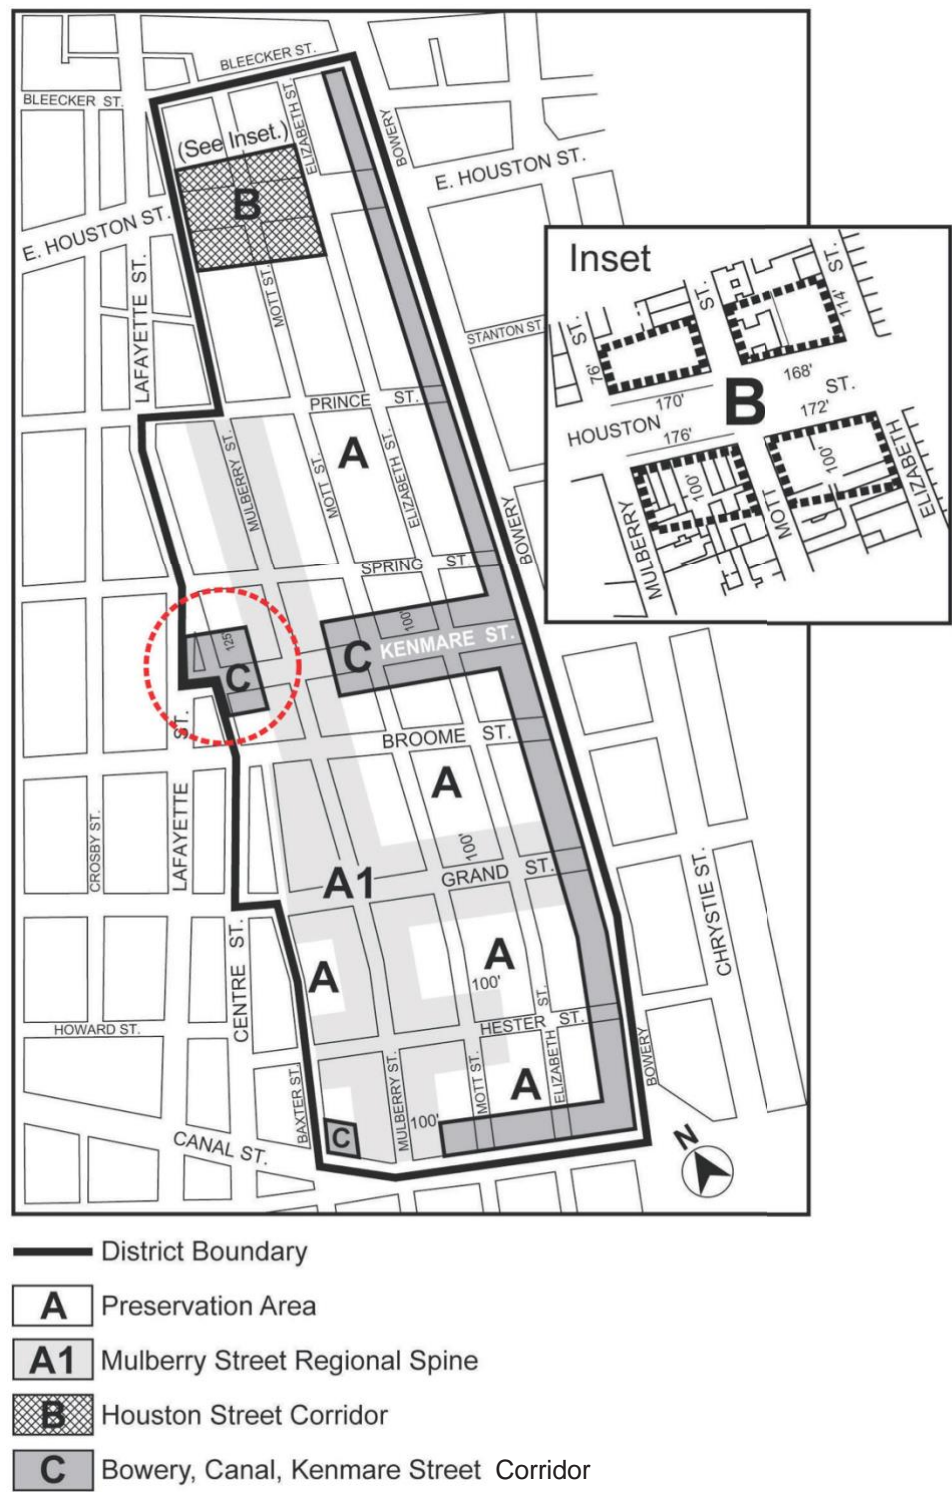 BLEECKER ST.
BLEECKER ST.
(See Inset.)
ELIZABETH ST.
BOWERY
E. HOUSTON ST.
B
E. HOUSTON ST.
LAFAYETTE ST.
MOTT ST.
STANTON ST.
PRINCE ST.
MULBERRY ST.
A
MOTT ST.
ELIZABETH ST.
BOWERY
SPRING ST
125'
100'
C
C
KENMARE ST.
ST.
LAFAYETTE
BROOME ST.
A
CROSBY ST.
100'
A1
GRAND ST.
CHRYSTIE ST.
CENTRE ST.
A
A
100'
HOWARD ST.
HESTER ST.
ST.
ELIZABETH
BOWERY
BAXTER ST.
MULBERRY ST.
MOTT ST.
A
100'
C
CANAL ST.
N
Inset
ST.
ST.
ST.
76'
114'
170'
168'
B
HOUSTON
ST.
176'
172'
100'
100'
MULBERRY
MOTT
ELIZABETH
District Boundary
A Preservation Area
A1 Mulberry Street Regional Spine
B Houston Street Corridor
C Bowery, Canal, Kenmare Street Corridor